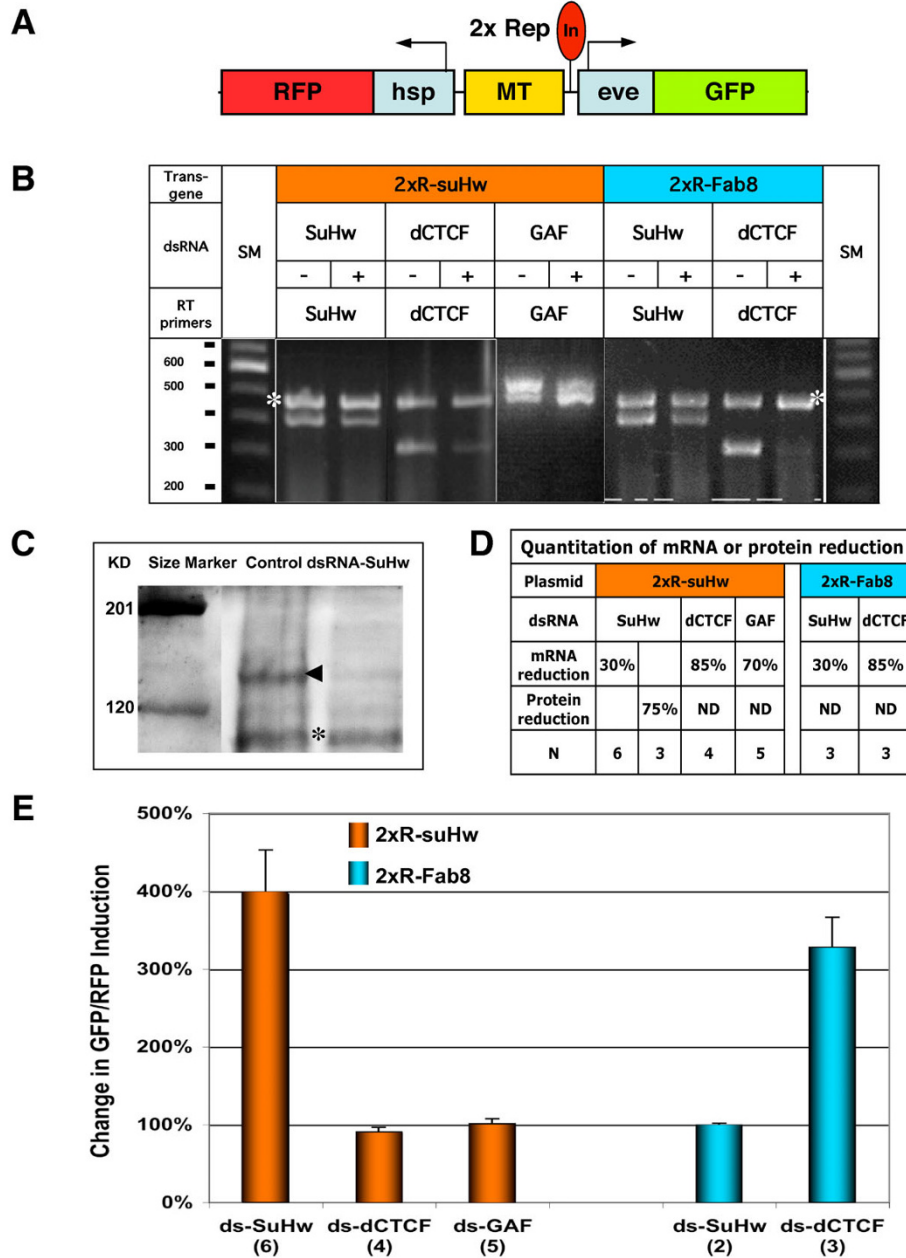 A
2x Rep
In
RFP hsp MT eve GFP
B
Trans-
gene
2xR-suHw 2xR-Fab8
dsRNA SM SuHw dCTCF GAF SuHw dCTCF SM
- + - + - + - + - +
RT
primers
SuHw dCTCF GAF SuHw dCTCF
600
500
* *
300
200
C
KD Size Marker Control dsRNA-SuHw
201
120
*
D
Quantitation of mRNA or protein reduction
Plasmid 2xR-suHw 2xR-Fab8
dsRNA SuHw dCTCF GAF SuHw dCTCF
mRNA
reduction
30% 85% 70% 30% 85%
Protein
reduction
75% ND ND ND ND
N 6 3 4 5 3 3
E
Change in GFP/RFP Induction
500%
400%
300%
200%
100%
0%
2xR-suHw
2xR-Fab8
ds-SuHw ds-dCTCF ds-GAF ds-SuHw ds-dCTCF
(6) (4) (5) (2) (3)